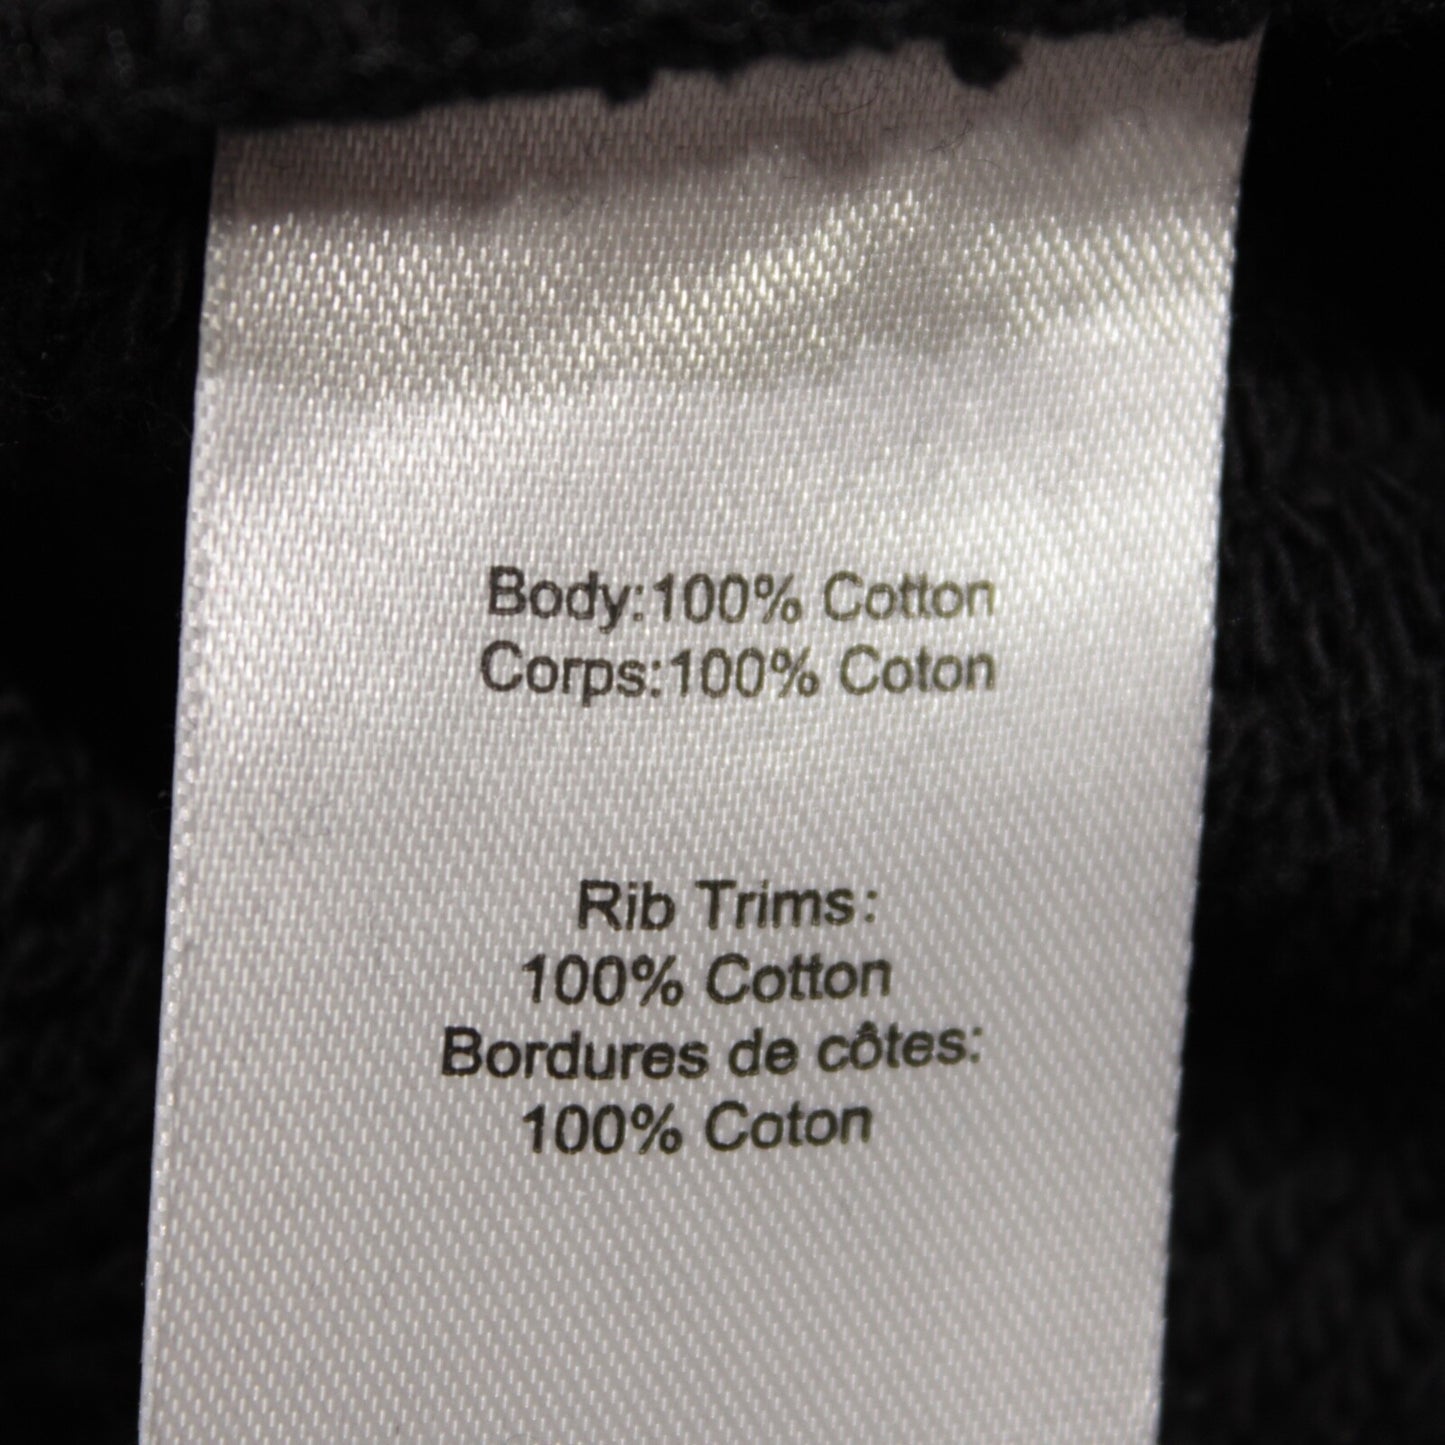 Body:100% Cotton
Corps:100% Coton
Rib Trims:
100% Cotton
Bordures de côtes:
100% Coton